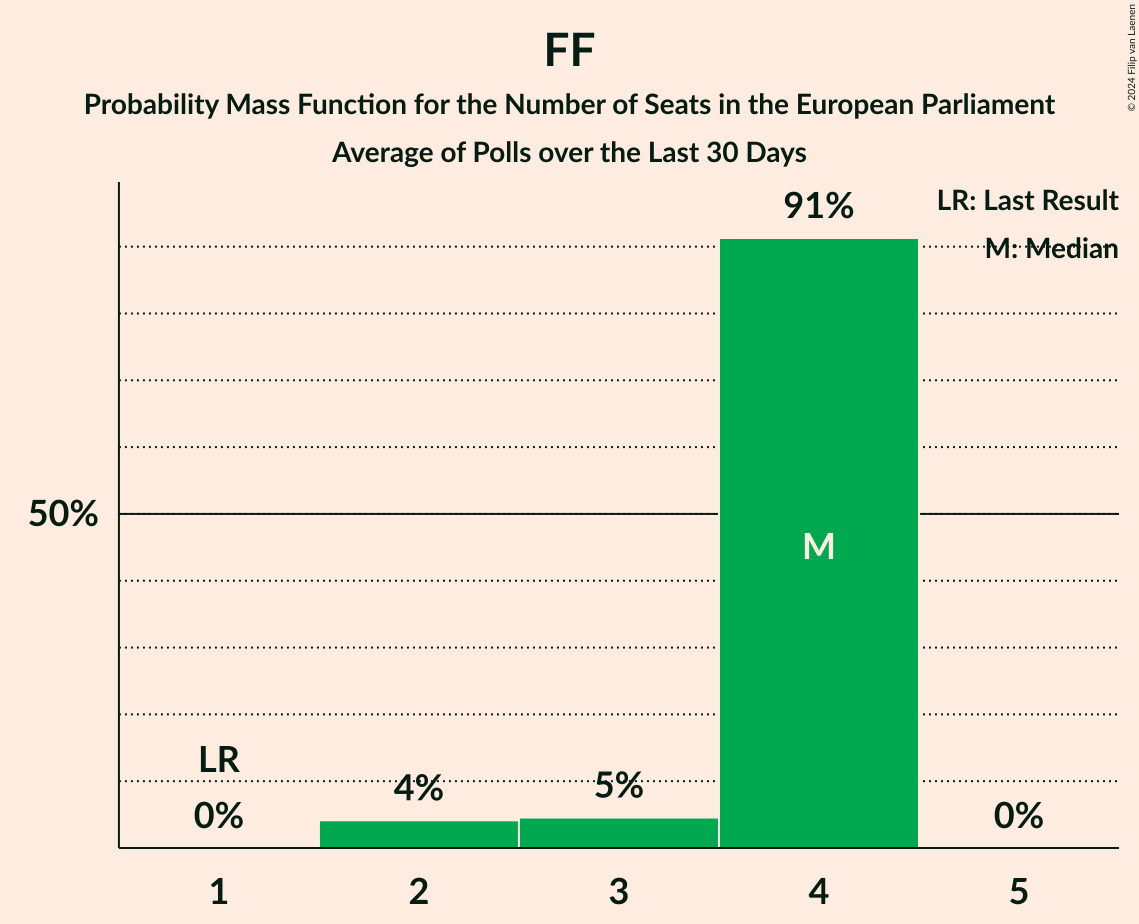 FF
Probability Mass Function for the Number of Seats in the European Parliament
Average of Polls over the Last 30 Days
© 2024 Filip van Laenen
LR: Last Result
M: Median
91%
50%
M
LR
0%
4%
5%
0%
1 2 3 4 5